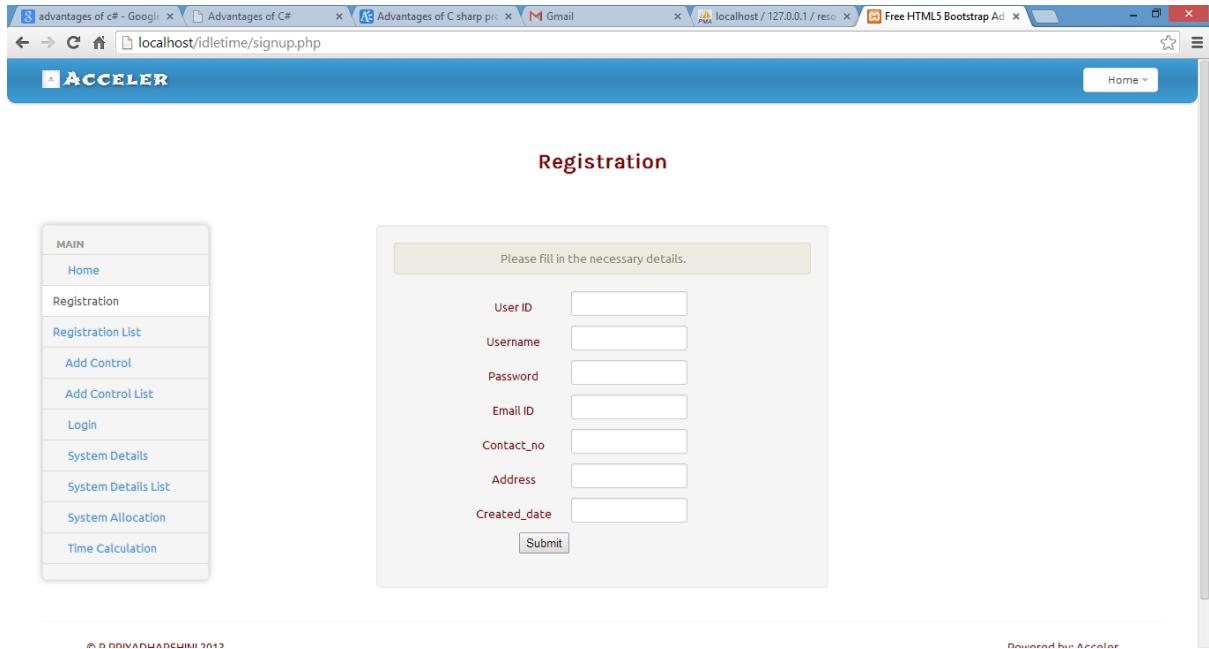 advantages of c# - Googl
Advantages of C#
Advantages of C sharp pr
Gmail
localhost / 127.0.0.1 / reso
Free HTML5 Bootstrap Ad
localhost/idletime/signup.php
ACCELER
Home
Registration
MAIN
Home
Registration
Registration List
Add Control
Add Control List
Login
System Details
System Details List
System Allocation
Time Calculation
Please fill in the necessary details.
User ID
Username
Password
Email ID
Contact_no
Address
Created_date
Submit
© P.PRIYADHARSHINI 2013
Powered by: Acceler